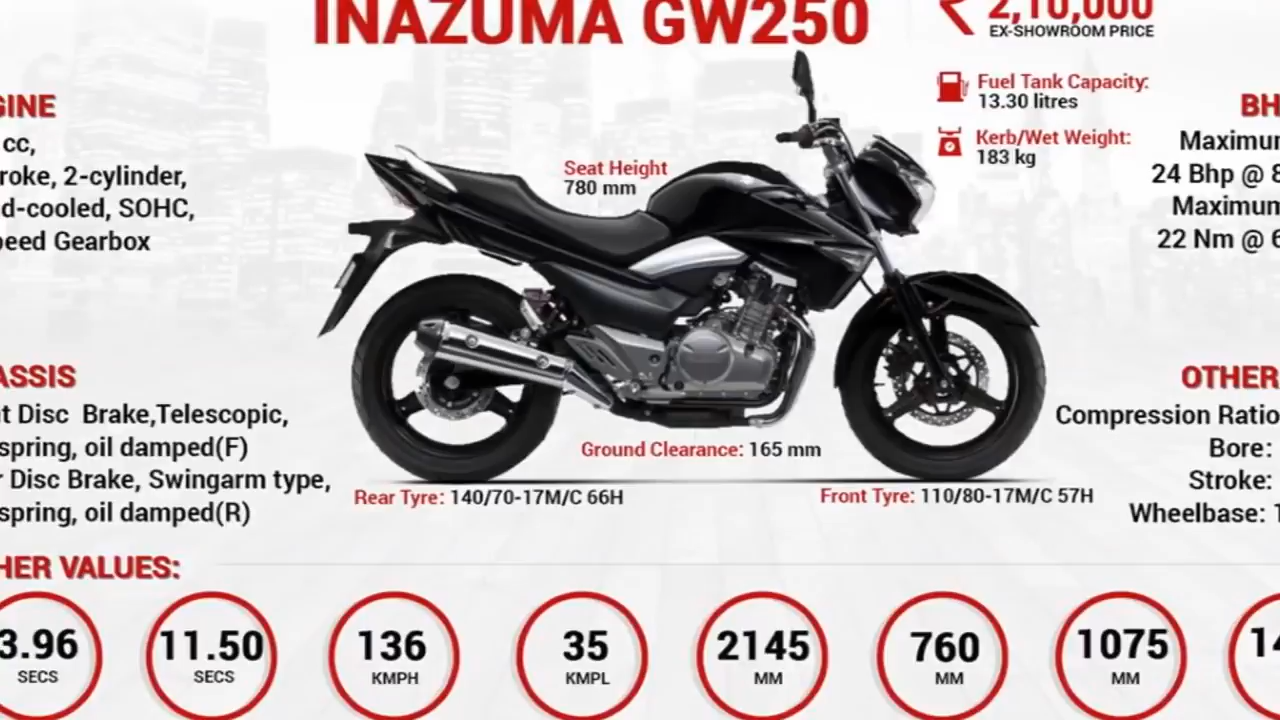 INAZUMA GW250
₹ 2,10,000
EX-SHOWROOM PRICE
Fuel Tank Capacity:
13.30 litres
Kerb/Wet Weight:
183 kg
Seat Height
780 mm
GINE
cc,
roke, 2-cylinder,
d-cooled, SOHC,
peed Gearbox
BH
Maximu
24 Bhp @ 8
Maximum
22 Nm @ 6
ASSIS
t Disc Brake,Telescopic,
spring, oil damped(F)
r Disc Brake, Swingarm type,
spring, oil damped(R)
OTHER
Compression Ratio
Bore:
Stroke:
Wheelbase: 1
Ground Clearance: 165 mm
Rear Tyre: 140/70-17M/C 66H
Front Tyre: 110/80-17M/C 57H
HER VALUES:
3.96
SECS
11.50
SECS
136
KMPH
35
KMPL
2145
MM
760
MM
1075
MM
14